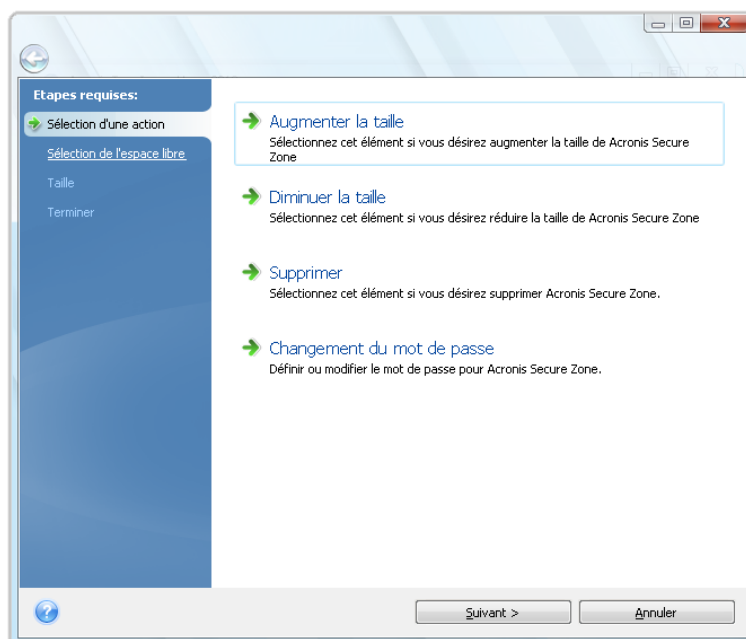 Etapes requises:
Sélection d'une action
Sélection de l'espace libre
Taille
Terminer
Augmenter la taille
Sélectionnez cet élément si vous désirez augmenter la taille de Acronis Secure
Zone
Diminuer la taille
Sélectionnez cet élément si vous désirez réduire la taille de Acronis Secure Zone
Supprimer
Sélectionnez cet élément si vous désirez supprimer Acronis Secure Zone.
Changement du mot de passe
Définir ou modifier le mot de passe pour Acronis Secure Zone.
Suivant >
Annuler